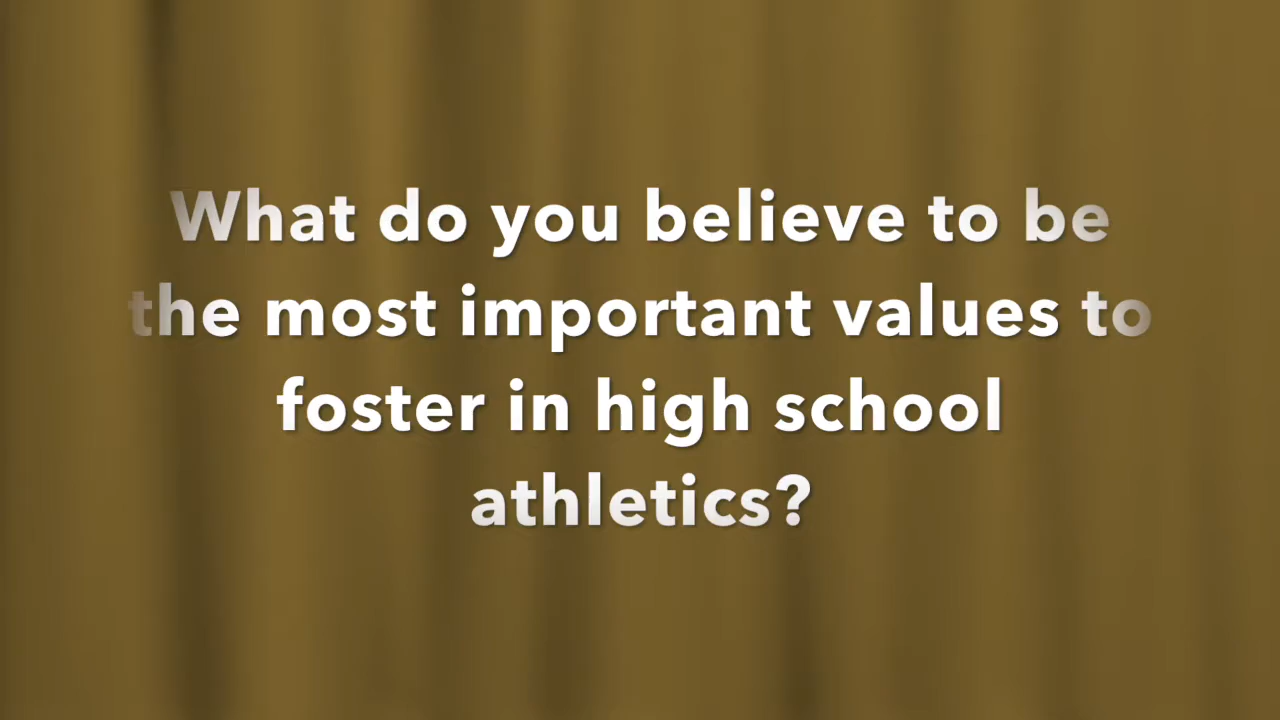 What do you believe to be
the most important values to
foster in high school
athletics?